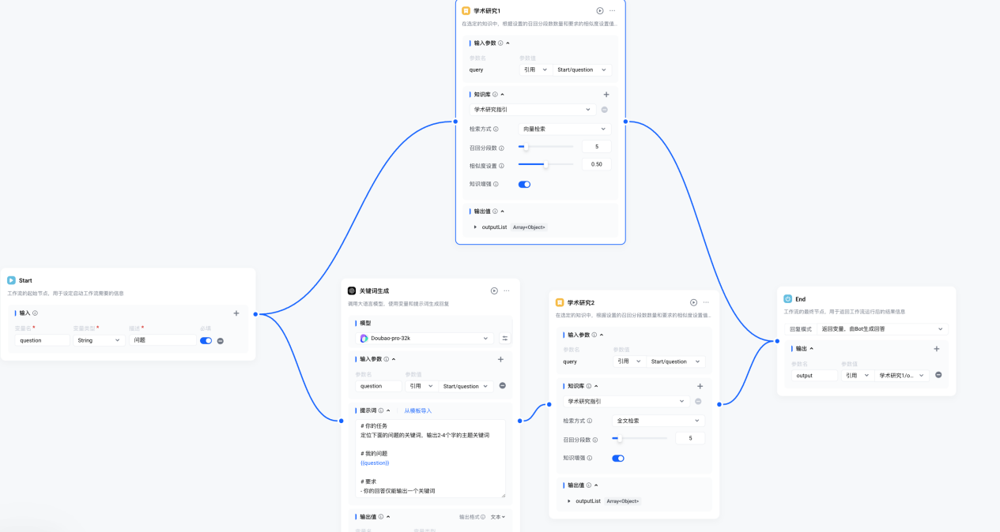 学术研究1
在选定的知识中，根据设置的召回分段数数量和要求的相似度设置值...
输入参数
参数名 参数值
query 引用 Start/question
知识库
学术研究指引
检索方式 向量检索
召回分段数 5
相似度设置 0.50
知识增强
输出值
outputList Array<Object>
Start
工作流的起始节点，用于设定启动工作流需要的信息
输入
变量名* 变量类型* 描述* 必填
question String 问题
关键词生成
调用大语言模型，使用变量和提示词生成回复
模型
Doubao-pro-32k
输入参数
参数名 参数值
question 引用 Start/question
提示词 从模板导入
# 你的任务
定位下面的问题的关键词，输出2-4个字的主题关键词
# 我的问题
{{question}}
# 要求
- 你的回答仅能输出一个关键词
输出值 输出格式 文本
变量名 变量类型
学术研究2
在选定的知识中，根据设置的召回分段数数量和要求的相似度设置值...
输入参数
参数名 参数值
query 引用 Start/question
知识库
学术研究指引
检索方式 全文检索
召回分段数 5
知识增强
输出值
outputList Array<Object>
End
工作流的最终节点，用于返回工作流运行后的结果信息
回复模式 返回变量，由Bot生成回答
输出
参数名 参数值
output 引用 学术研究1/o...